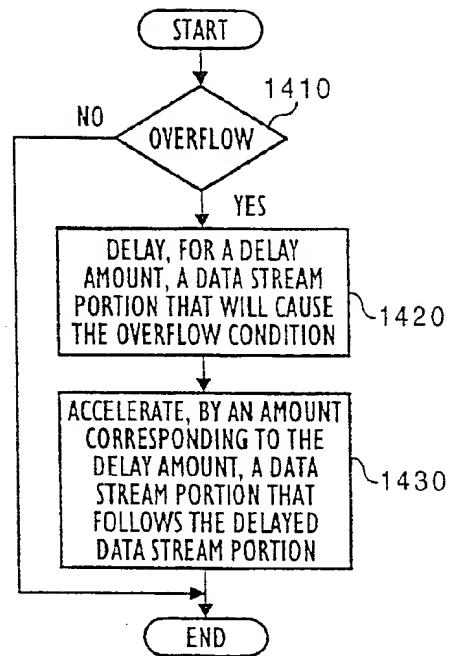 START
1410
NO
OVERFLOW
YES
DELAY, FOR A DELAY
AMOUNT, A DATA STREAM
PORTION THAT WILL CAUSE
THE OVERFLOW CONDITION
1420
ACCELERATE, BY AN AMOUNT
CORRESPONDING TO THE
DELAY AMOUNT, A DATA
STREAM PORTION THAT
FOLLOWS THE DELAYED
DATA STREAM PORTION
1430
END